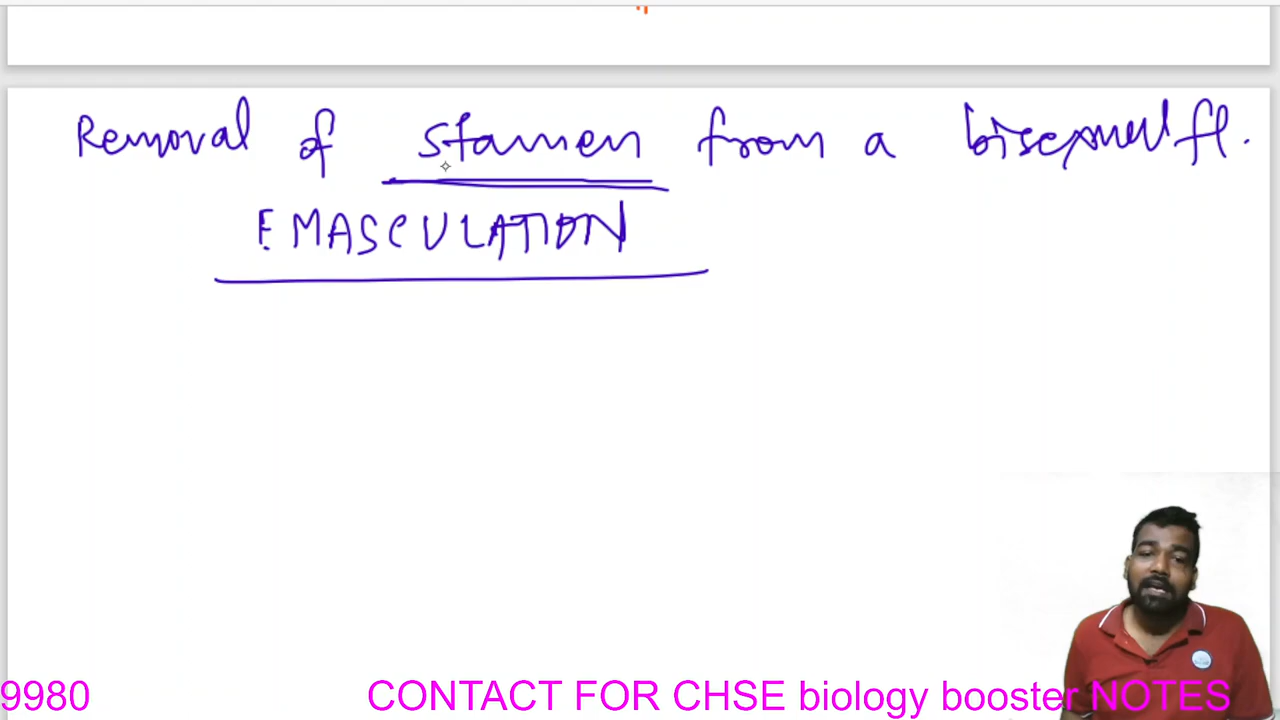 Removal of stamen from a bisexual fl.
EMASCULATION
9980 CONTACT FOR CHSE biology booster NOTES